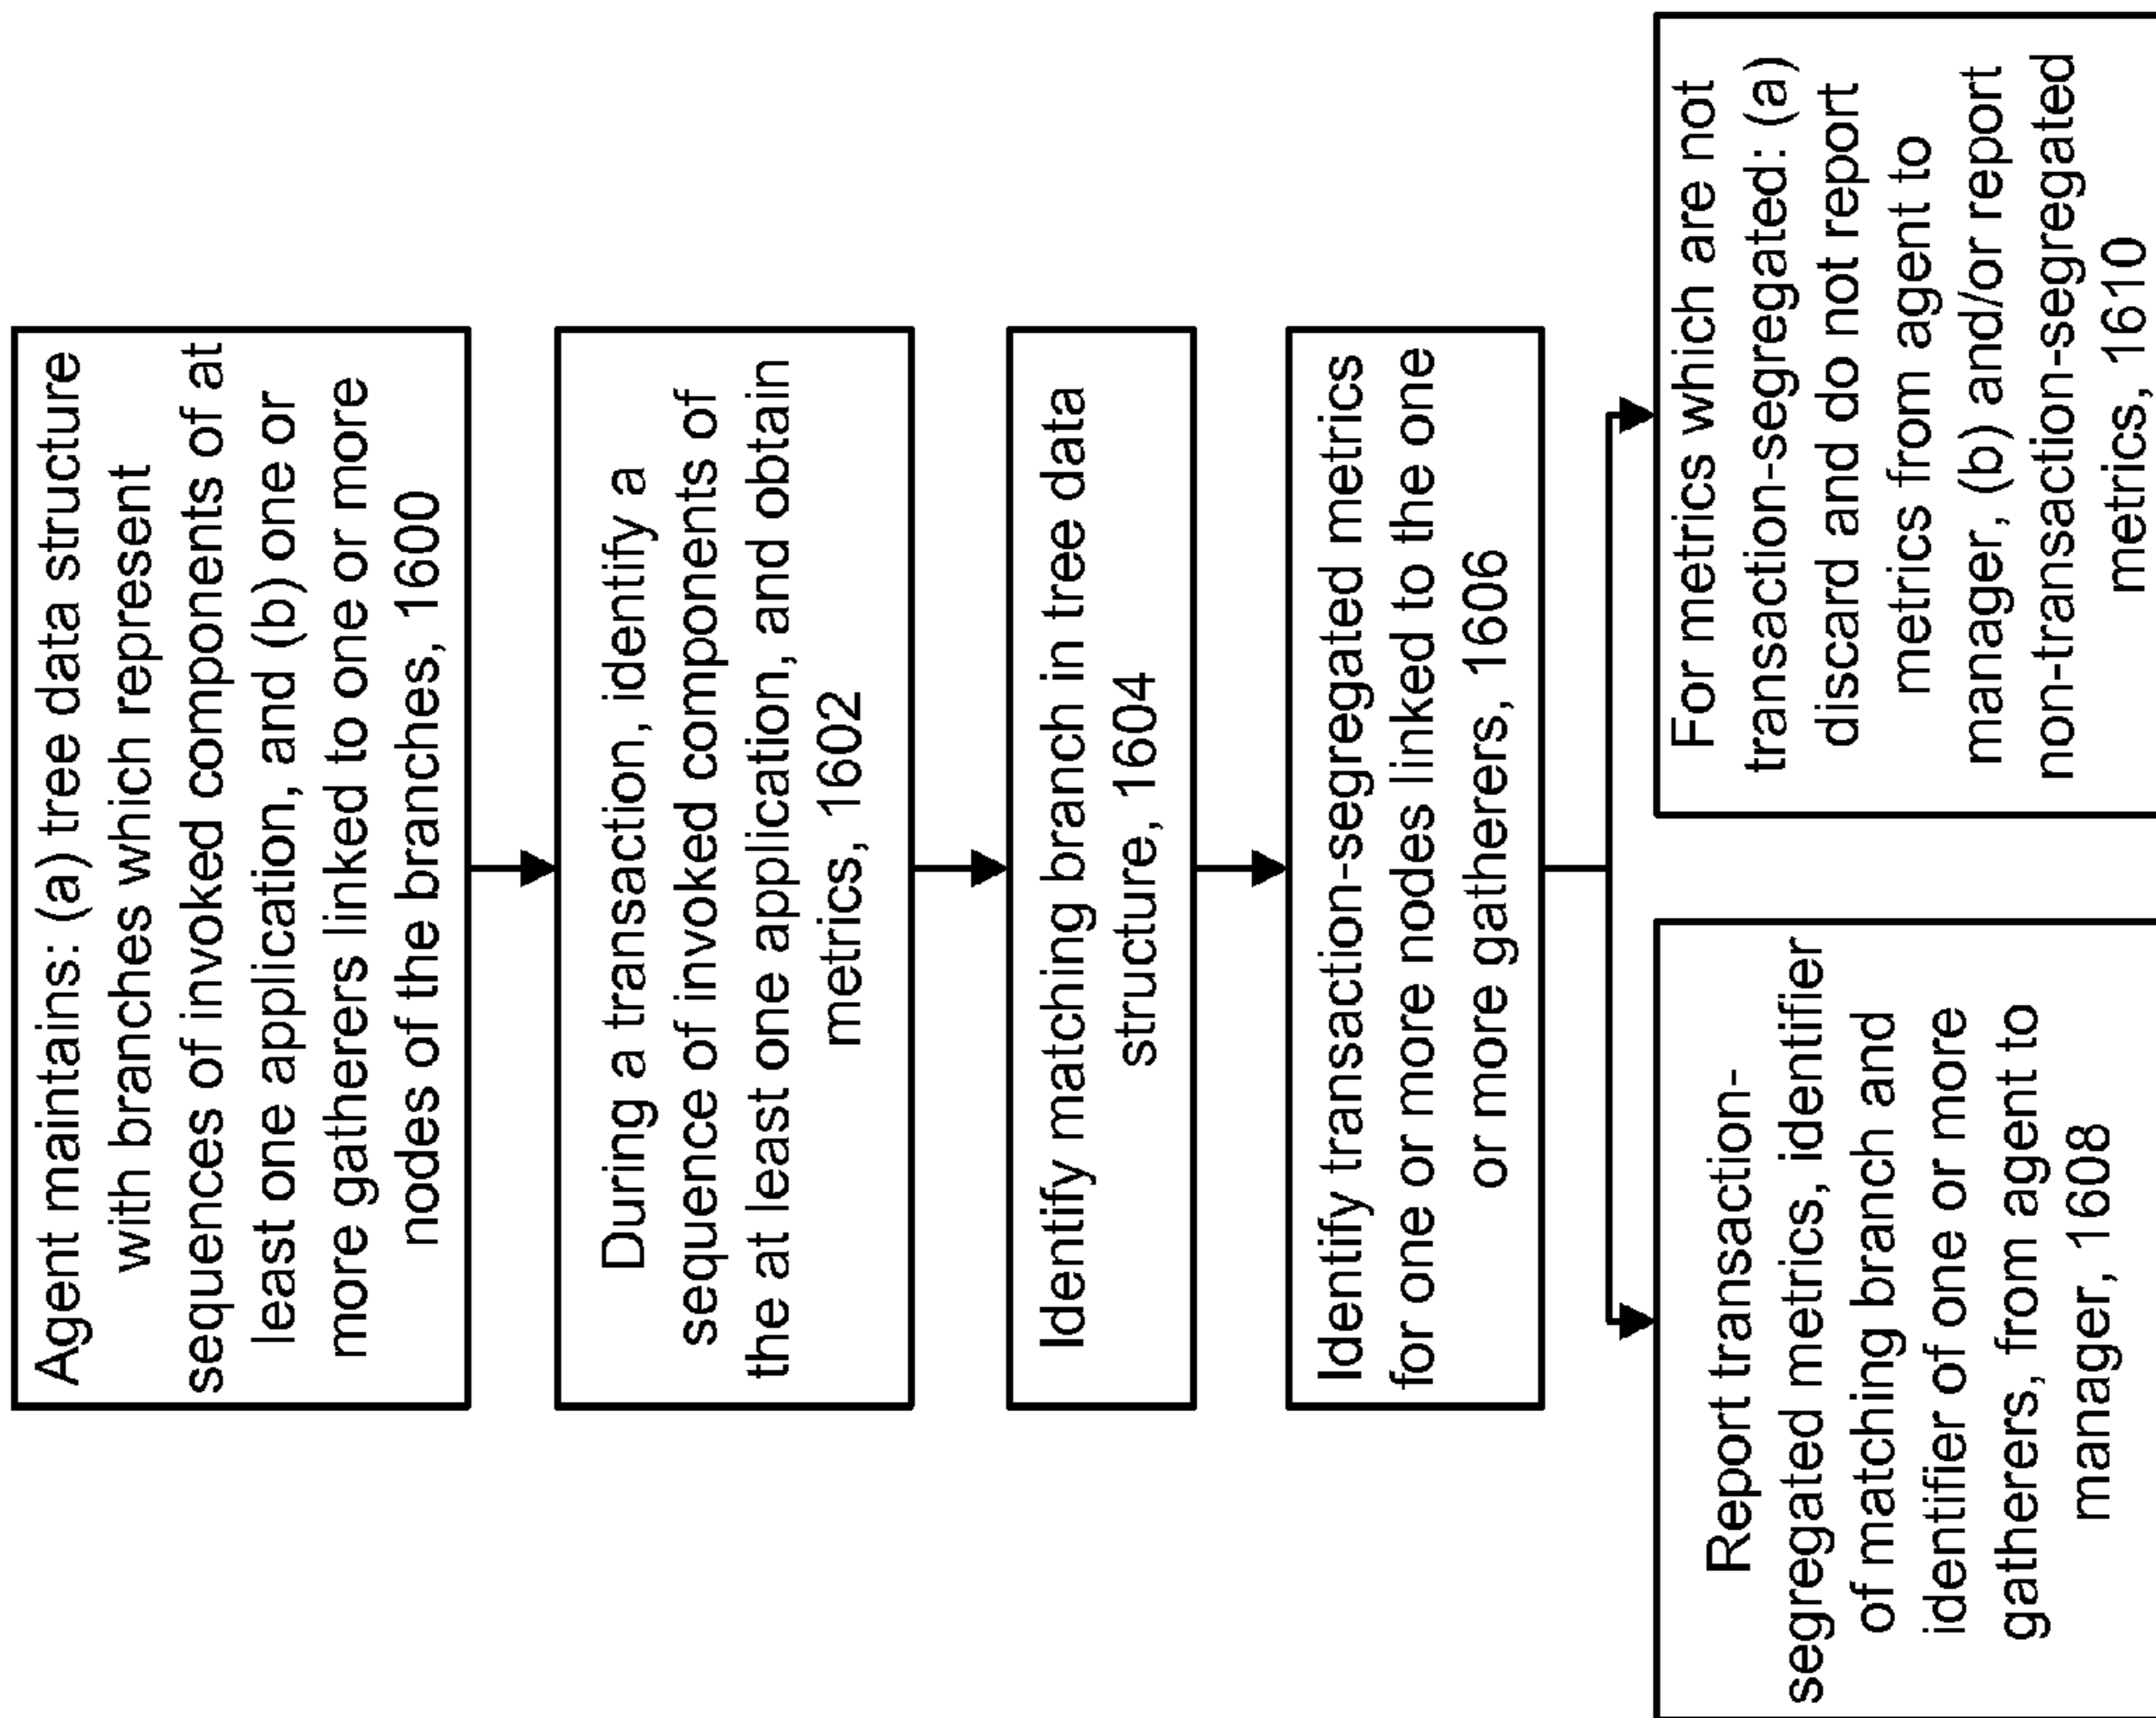 Agent maintains: (a) tree data structure
with branches which represent
sequences of invoked components of at
least one application, and (b) one or
more gatherers linked to one or more
nodes of the branches, 1600
During a transaction, identify a
sequence of invoked components of
the at least one application, and obtain
metrics, 1602
Identify matching branch in tree data
structure, 1604
Identify transaction-segregated metrics
for one or more nodes linked to the one
or more gatherers, 1606
Report transaction-
segregated metrics, identifier
of matching branch and
identifier of one or more
gatherers, from agent to
manager, 1608
For metrics which are not
transaction-segregated: (a)
discard and do not report
metrics from agent to
manager, (b) and/or report
non-transaction-segregated
metrics, 1610